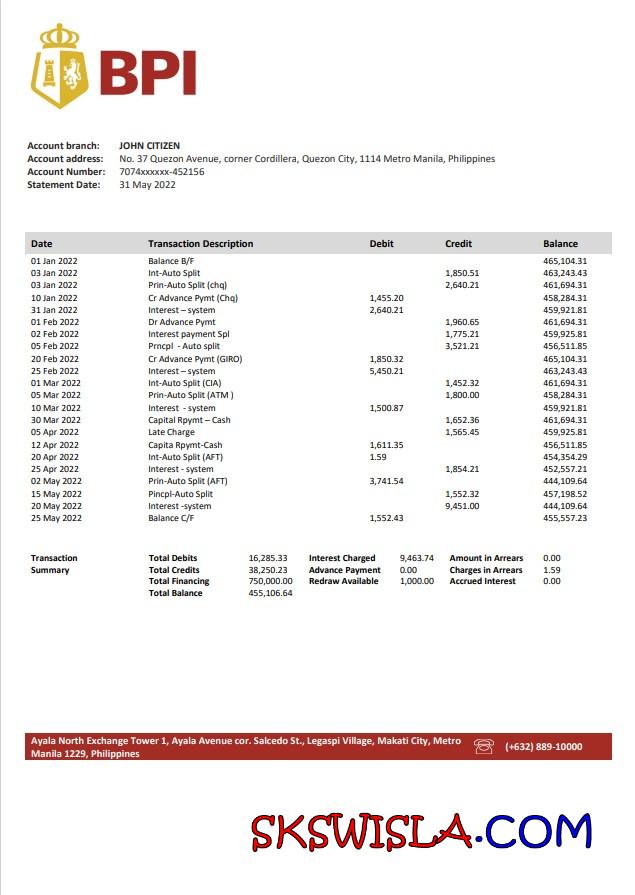 BPI
Account branch: JOHN CITIZEN
Account address: No. 37 Quezon Avenue, corner Cordillera, Quezon City, 1114 Metro Manila, Philippines
Account Number: 7074xxxxxx-452156
Statement Date: 31 May 2022
Date Transaction Description Debit Credit Balance
01 Jan 2022 Balance B/F 465,104.31
03 Jan 2022 Int-Auto Split 1,850.51 463,243.43
03 Jan 2022 Prin-Auto Split (chq) 2,640.21 461,694.31
10 Jan 2022 Cr Advance Pymt (Chq) 1,455.20 458,284.31
31 Jan 2022 Interest – system 2,640.21 459,921.81
01 Feb 2022 Dr Advance Pymt 1,960.65 461,694.31
02 Feb 2022 Interest payment Spl 1,775.21 459,921.85
05 Feb 2022 Prncpl - Auto split 3,521.21 456,511.85
20 Feb 2022 Cr Advance Pymt (GIRO) 1,850.32 465,104.31
25 Feb 2022 Interest – system 5,450.21 463,243.43
01 Mar 2022 Int-Auto Split (CIA) 1,452.32 461,694.31
05 Mar 2022 Prin-Auto Split (ATM ) 1,800.00 458,284.31
10 Mar 2022 Interest - system 1,500.87 459,921.81
30 Mar 2022 Capital Rpymt – Cash 1,652.36 461,694.31
05 Apr 2022 Late Charge 1,565.45 459,925.81
12 Apr 2022 Capita Rpymt-Cash 1,611.35 456,511.85
20 Apr 2022 Int-Auto Split (AFT) 1.59 454,354.29
25 Apr 2022 Interest - system 1,854.21 452,557.21
02 May 2022 Prin-Auto Split (AFT) 3,741.54 444,109.64
15 May 2022 Pincpl-Auto Split 1,552.32 457,198.52
20 May 2022 Interest -system 9,451.00 444,109.64
25 May 2022 Balance C/F 1,552.43 455,557.23
Transaction Total Debits 16,285.33 Interest Charged 9,463.74 Amount in Arrears 0.00
Summary Total Credits 38,250.23 Advance Payment 0.00 Charges in Arrears 1.59
Total Financing 750,000.00 Redraw Available 1,000.00 Accrued Interest 0.00
Total Balance 455,106.64
Ayala North Exchange Tower 1, Ayala Avenue cor. Salcedo St., Legaspi Village, Makati City, Metro
Manila 1229, Philippines
(+632) 889-10000
SKSWISLA.COM